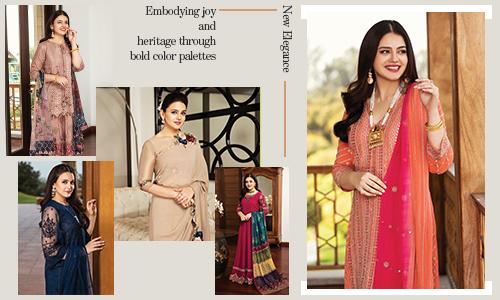 Embodying joy
and
heritage through
bold color palettes
New Elegance